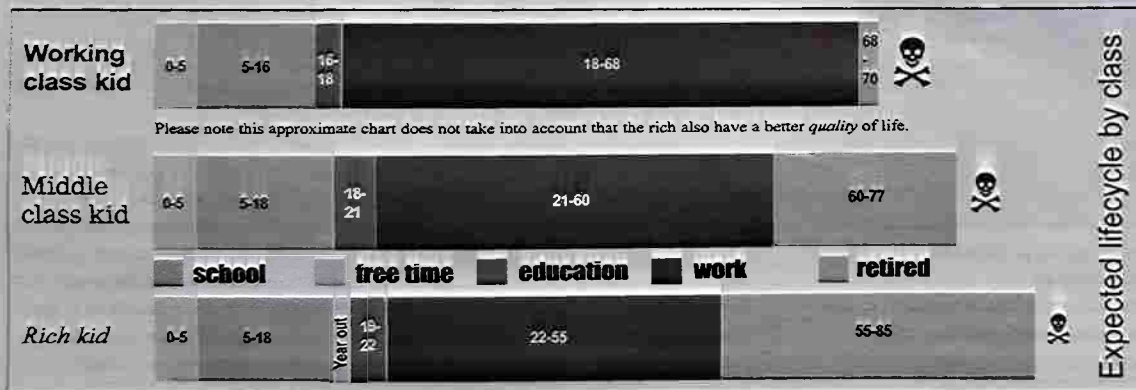 Working
class kid
0-5 5-16 16-18 18-68 68-70
Please note this approximate chart does not take into account that the rich also have a better quality of life.
Middle
class kid
0-5 5-18 18-21 21-60 60-77
school free time education work retired
Rich kid
0-5 5-18 Year out 19-22 22-55 55-85
Expected lifecycle by class